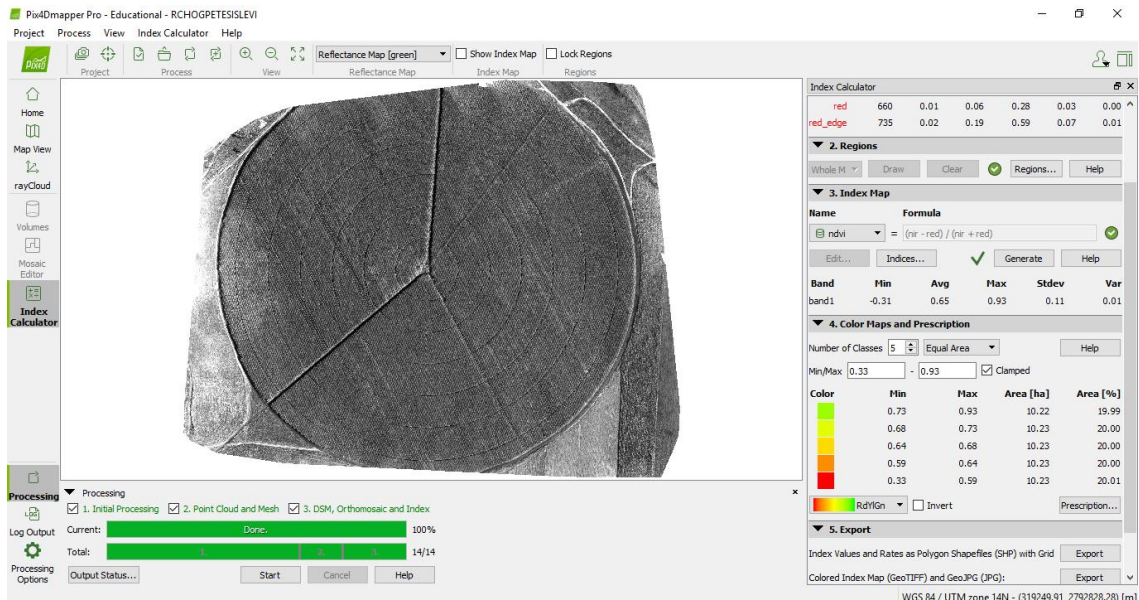 Pix4Dmapper Pro - Educational - RCHOGPETESISLEVI
Project Process View Index Calculator Help
Reflectance Map [green] Show Index Map Lock Regions
Project Process View Reflectance Map Index Map Regions
PIX4D
Home
Map View
rayCloud
Volumes
Mosaic
Editor
Index
Calculator
Processing
Log Output
Processing
Options
Processing
1. Initial Processing 2. Point Cloud and Mesh 3. DSM, Orthomosaic and Index
Current: Done. 100%
Total: 1. 2. 3. 14/14
Output Status... Start Cancel Help
Index Calculator
red 660 0.01 0.06 0.28 0.03 0.00
red_edge 735 0.02 0.19 0.59 0.07 0.01
2. Regions
Whole M Draw Clear Regions... Help
3. Index Map
Name Formula
ndvi = (nir - red) / (nir + red)
Edit... Indices... Generate Help
Band Min Avg Max Stdev Var
band1 -0.31 0.65 0.93 0.11 0.01
4. Color Maps and Prescription
Number of Classes 5 Equal Area Help
Min/Max 0.33 - 0.93 Clamped
Color Min Max Area [ha] Area [%]
0.73 0.93 10.22 19.99
0.68 0.73 10.23 20.00
0.64 0.68 10.23 20.00
0.59 0.64 10.23 20.00
0.33 0.59 10.23 20.01
RdYlGn Invert Prescription...
5. Export
Index Values and Rates as Polygon Shapefiles (SHP) with Grid Export
Colored Index Map (GeoTIFF) and GeoJPG (JPG): Export
WGS 84 / UTM zone 14N - (319249.91, 2792828.28) [m]